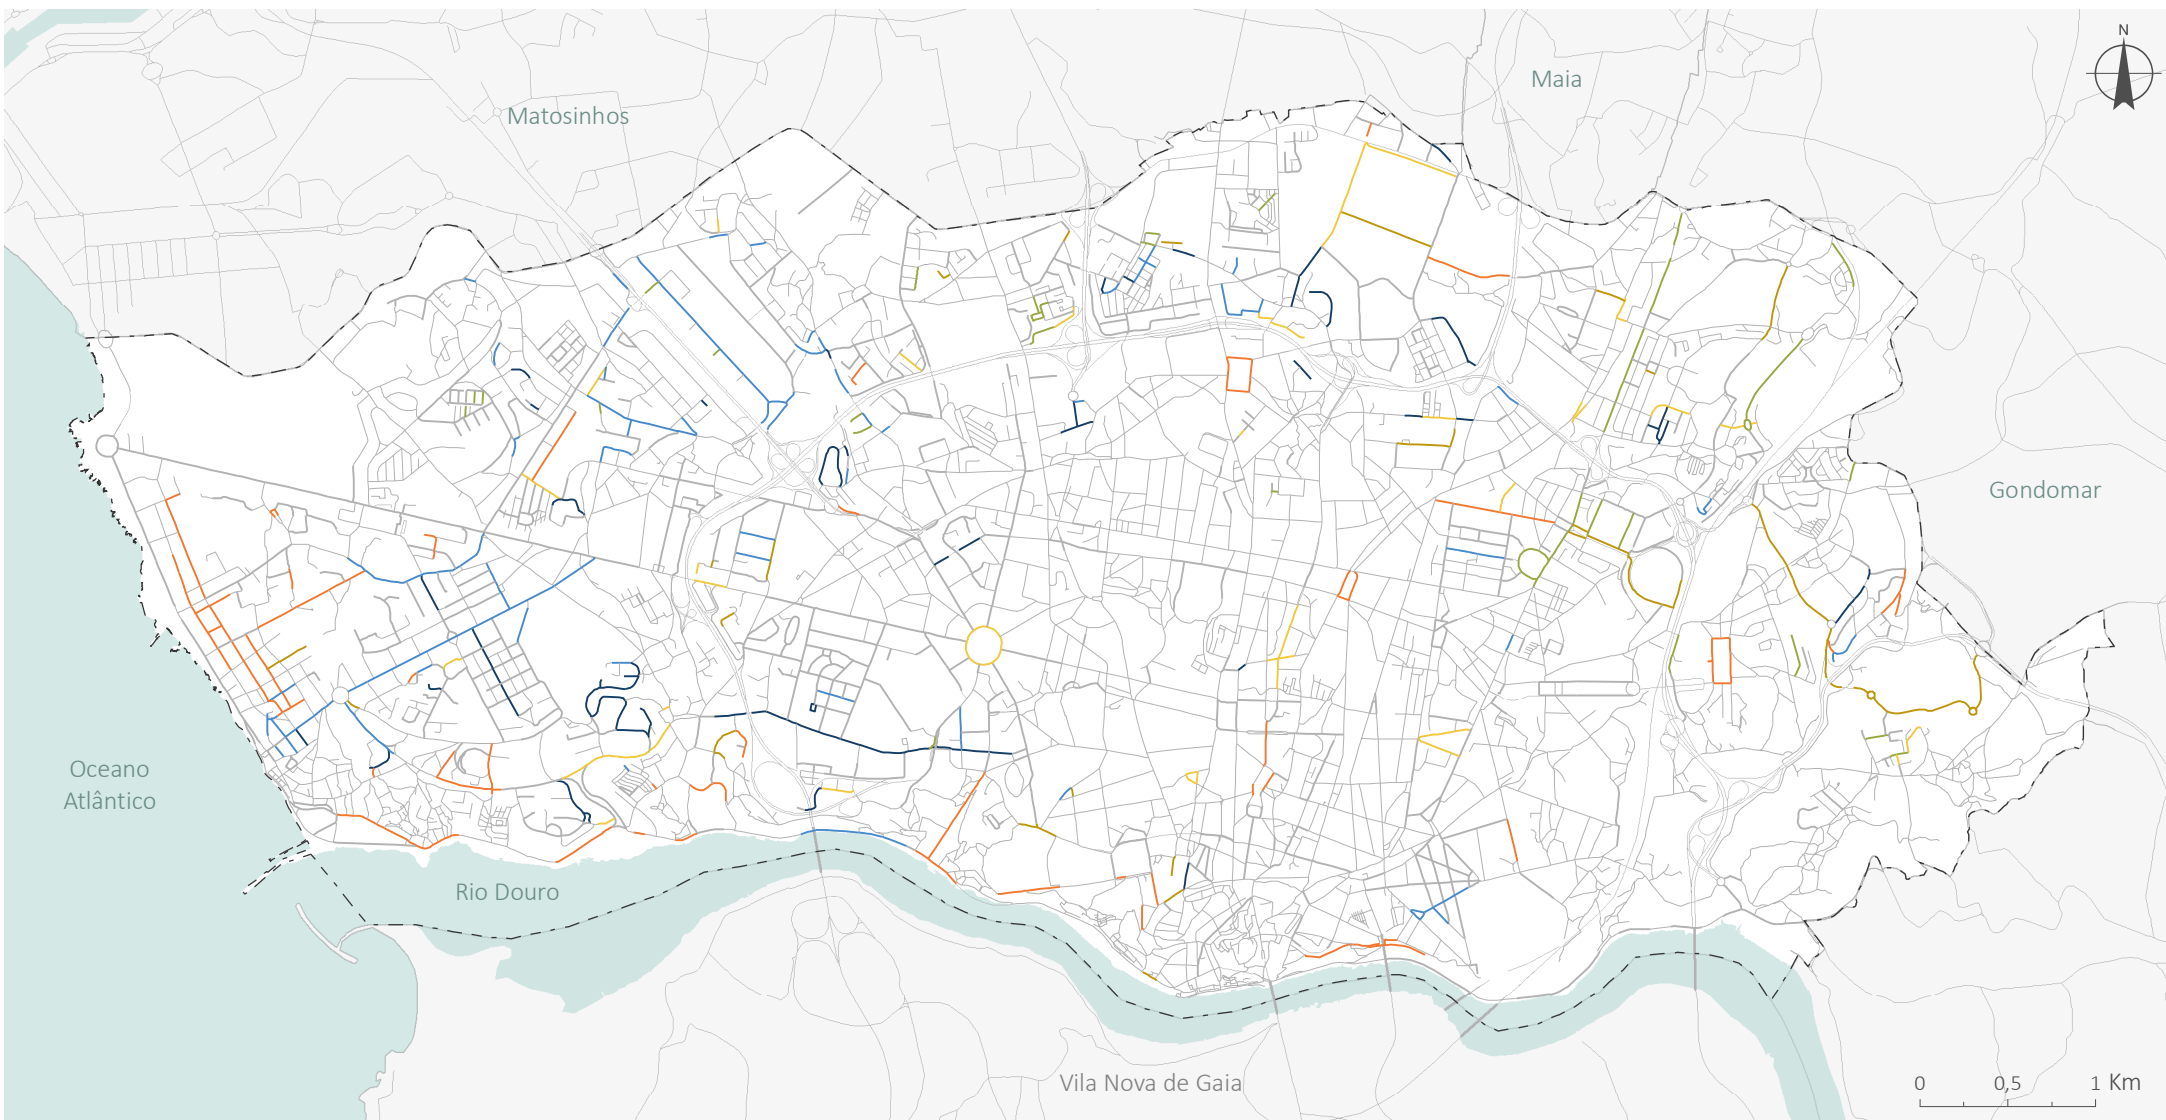 N
Maia
Matosinhos
Gondomar
Oceano
Atlântico
Rio Douro
Vila Nova de Gaia
0 0,5 1 Km